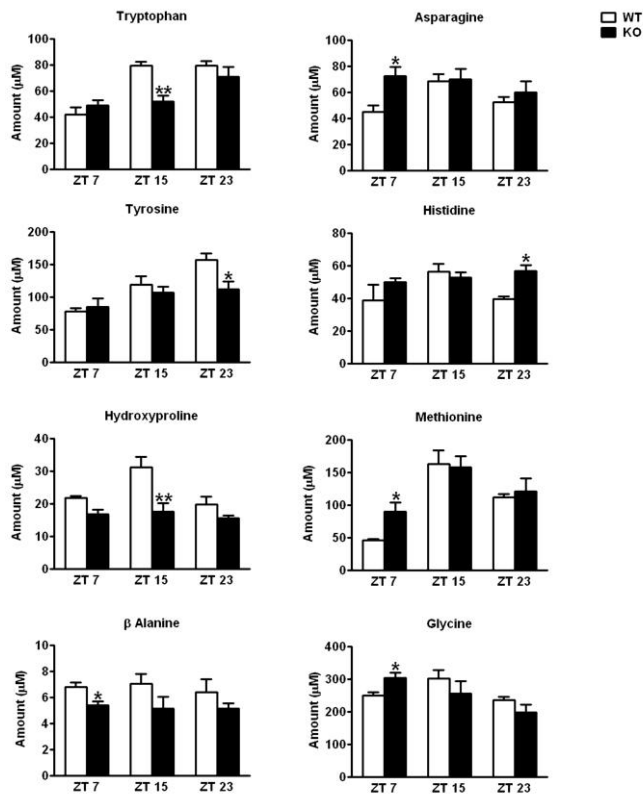 Tryptophan
Amount (µM)
100
80
60
40
20
0
**
ZT 7 ZT 15 ZT 23
Asparagine
Amount (µM)
100
80
60
40
20
0
*
ZT 7 ZT 15 ZT 23
WT
KO
Tyrosine
Amount (µM)
200
150
100
50
0
*
ZT 7 ZT 15 ZT 23
Histidine
Amount (µM)
80
60
40
20
0
*
ZT 7 ZT 15 ZT 23
Hydroxyproline
Amount (µM)
40
30
20
10
0
**
ZT 7 ZT 15 ZT 23
Methionine
Amount (µM)
200
150
100
50
0
*
ZT 7 ZT 15 ZT 23
β Alanine
Amount (µM)
8
6
4
2
0
*
ZT 7 ZT 15 ZT 23
Glycine
Amount (µM)
400
300
200
100
0
*
ZT 7 ZT 15 ZT 23